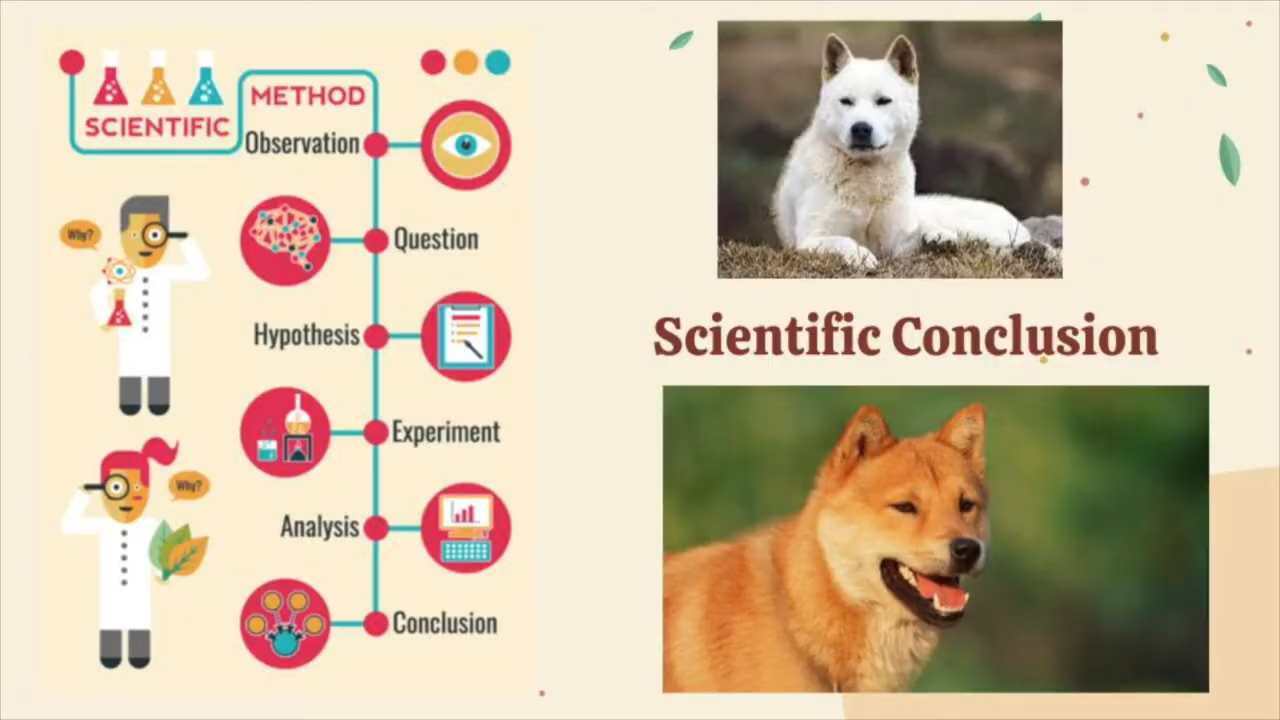 SCIENTIFIC
METHOD
Observation
Why?
Question
Hypothesis
Experiment
Why?
Analysis
Conclusion
Scientific Conclusion